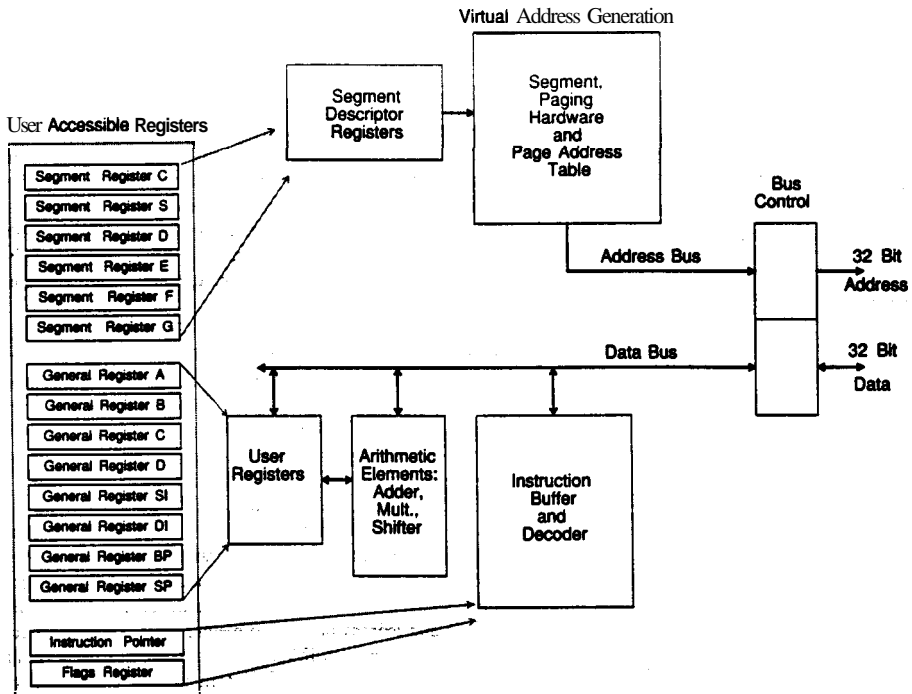 Virtual Address Generation
Segment
Descriptor
Registers
Segment,
Paging
Hardware
and
Page Address
Table
User Accessible Registers
Segment Register C
Segment Register S
Segment Register D
Segment Register E
Segment Register F
Segment Register G
Bus
Control
Address Bus
32 Bit
Address
Data Bus
32 Bit
Data
General Register A
General Register B
General Register C
General Register D
General Register SI
General Register DI
General Register BP
General Register SP
User
Registers
Arithmetic
Elements:
Adder,
Mult.,
Shifter
Instruction
Buffer
and
Decoder
Instruction Pointer
Flags Register